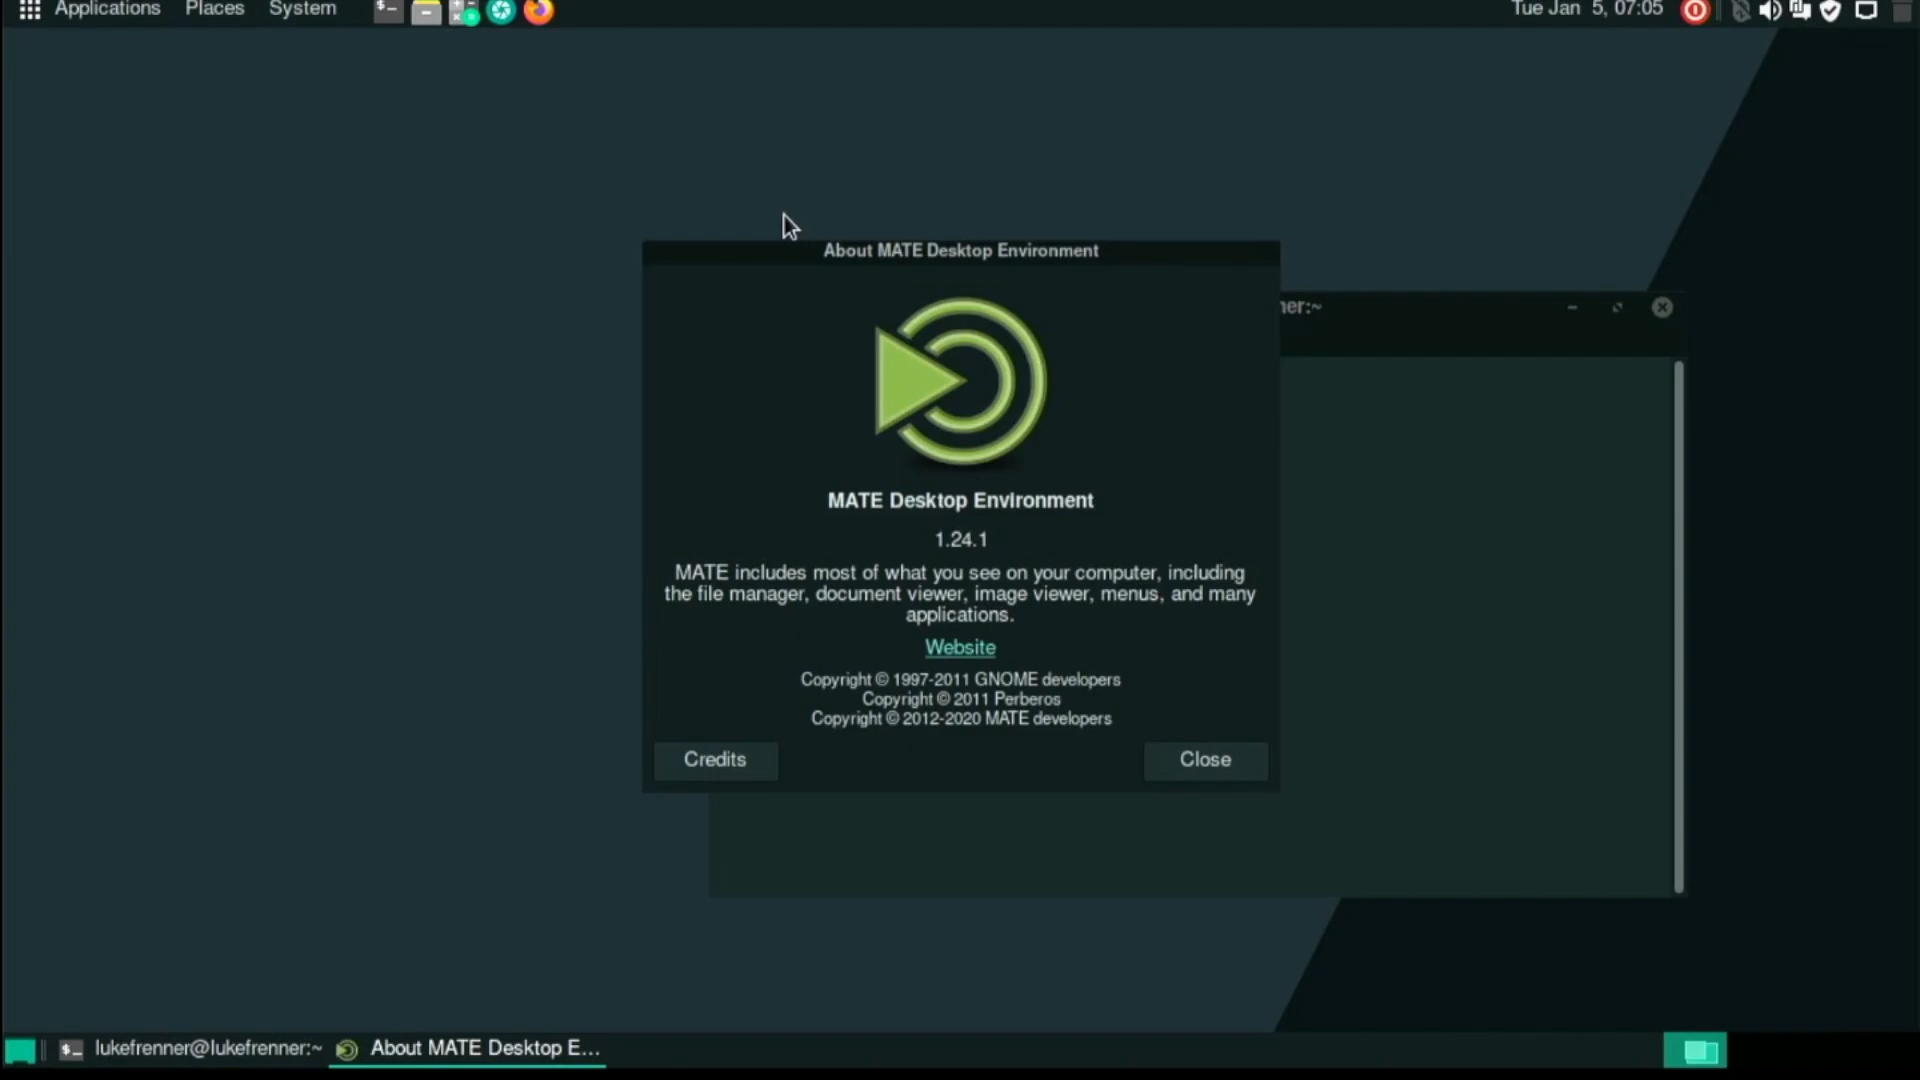 Applications Places System
Tue Jan 5, 07:05
About MATE Desktop Environment
ner:~
MATE Desktop Environment
1.24.1
MATE includes most of what you see on your computer, including
the file manager, document viewer, image viewer, menus, and many
applications.
Website
Copyright © 1997-2011 GNOME developers
Copyright © 2011 Perberos
Copyright © 2012-2020 MATE developers
Credits Close
lukefrenner@lukefrenner:~ About MATE Desktop E...